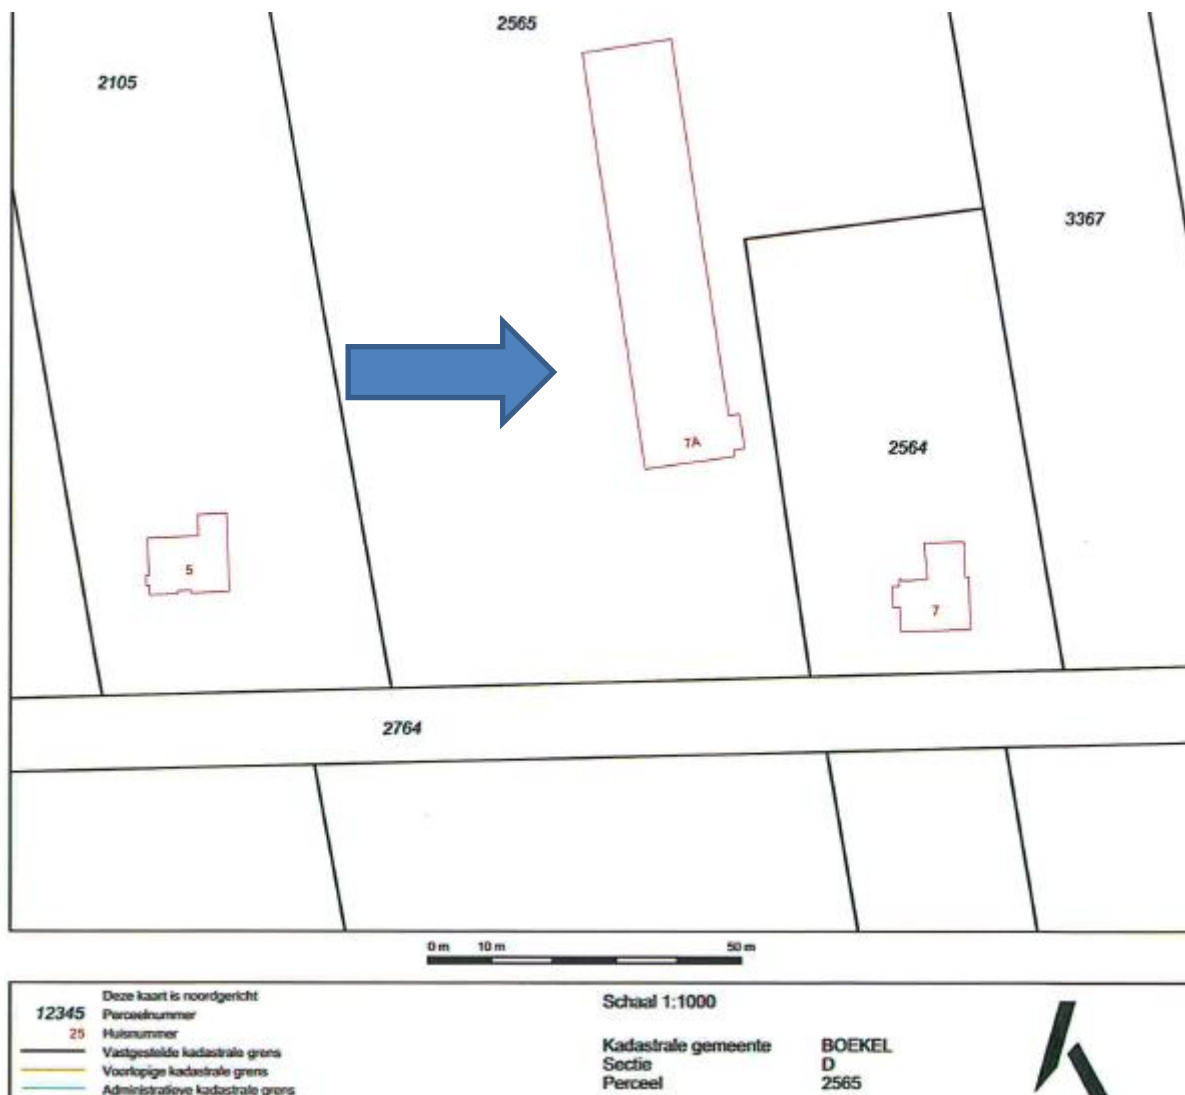 2565
2105
3367
7A
2564
5
7
2764
0 m 10 m 50 m
Deze kaart is noordgericht
12345 Perceelnummer
25 Huisnummer
Vastgestelde kadastrale grens
Voorlopige kadastrale grens
Administratieve kadastrale grens
Schaal 1:1000
Kadastrale gemeente BOEKEL
Sectie D
Perceel 2565